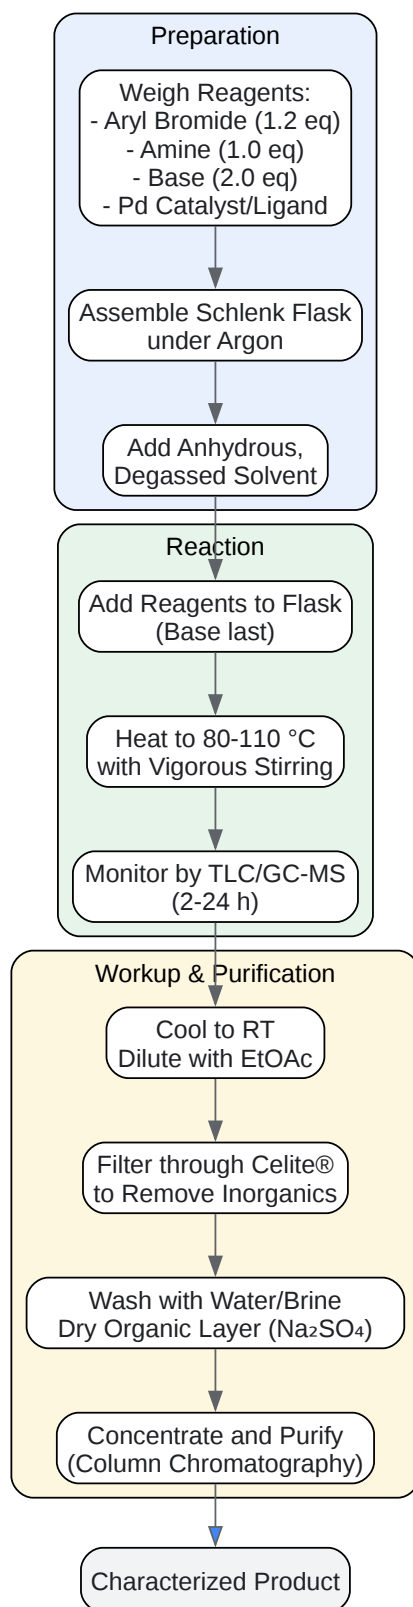 Preparation
Weigh Reagents:
- Aryl Bromide (1.2 eq)
- Amine (1.0 eq)
- Base (2.0 eq)
- Pd Catalyst/Ligand
Assemble Schlenk Flask
under Argon
Add Anhydrous,
Degassed Solvent
Reaction
Add Reagents to Flask
(Base last)
Heat to 80-110 °C
with Vigorous Stirring
Monitor by TLC/GC-MS
(2-24 h)
Workup & Purification
Cool to RT
Dilute with EtOAc
Filter through Celite®
to Remove Inorganics
Wash with Water/Brine
Dry Organic Layer (Na₂SO₄)
Concentrate and Purify
(Column Chromatography)
Characterized Product